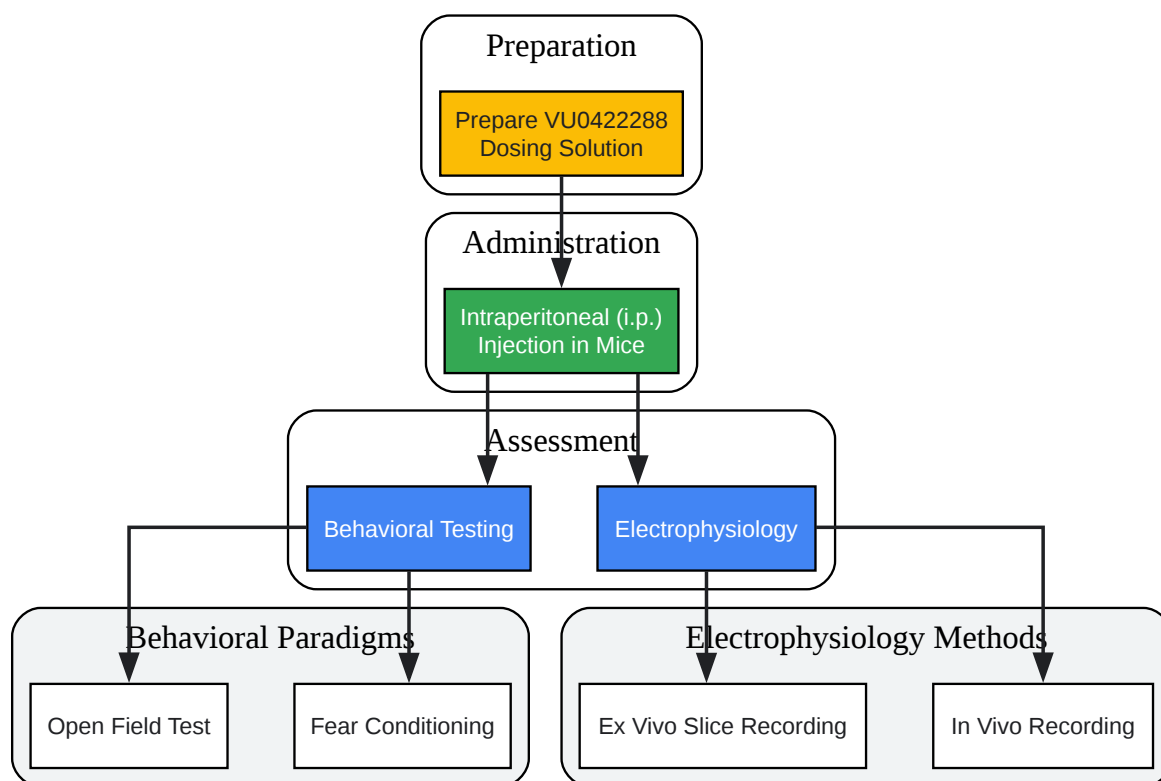 Preparation
Prepare VU0422288
Dosing Solution
Administration
Intraperitoneal (i.p.)
Injection in Mice
Assessment
Behavioral Testing
Electrophysiology
Behavioral Paradigms
Electrophysiology Methods
Open Field Test
Fear Conditioning
Ex Vivo Slice Recording
In Vivo Recording